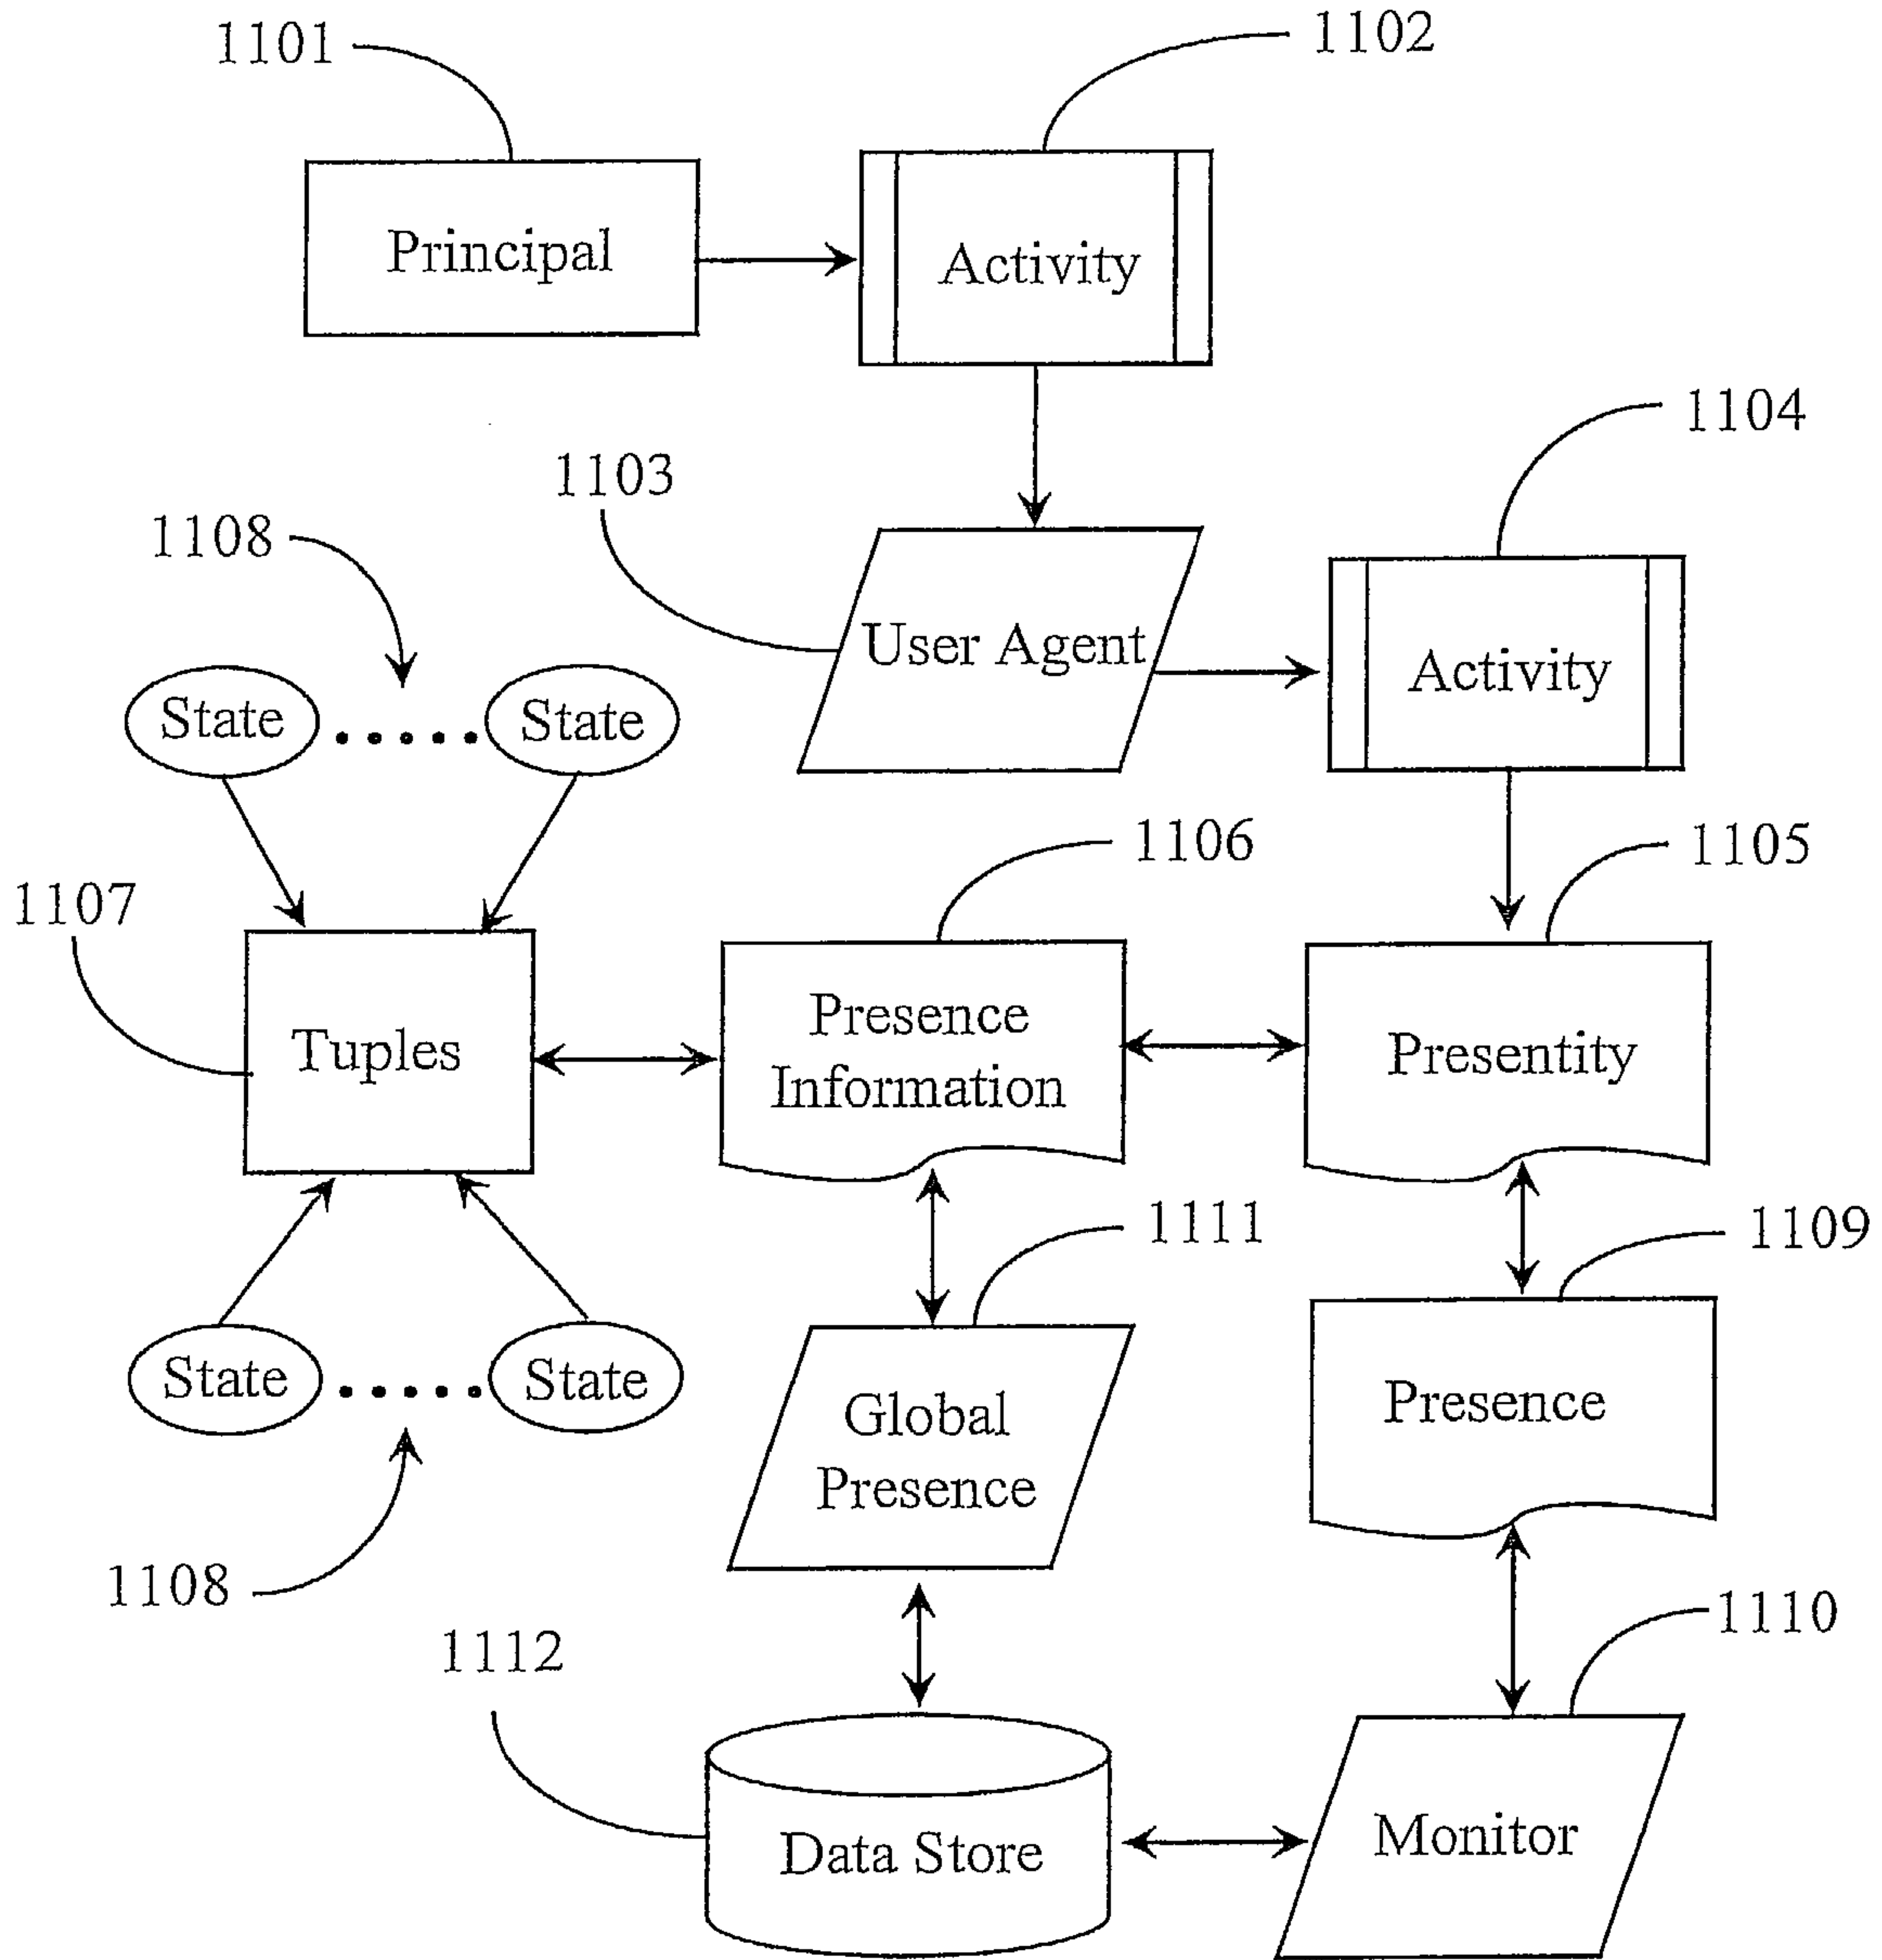 1101
1102
Principal
Activity
1104
1103
1108
User Agent
Activity
State
State
1106
1105
1107
Presence
Information
Tuples
Presentity
1111
1109
State
State
Global
Presence
Presence
1108
1110
1112
Data Store
Monitor